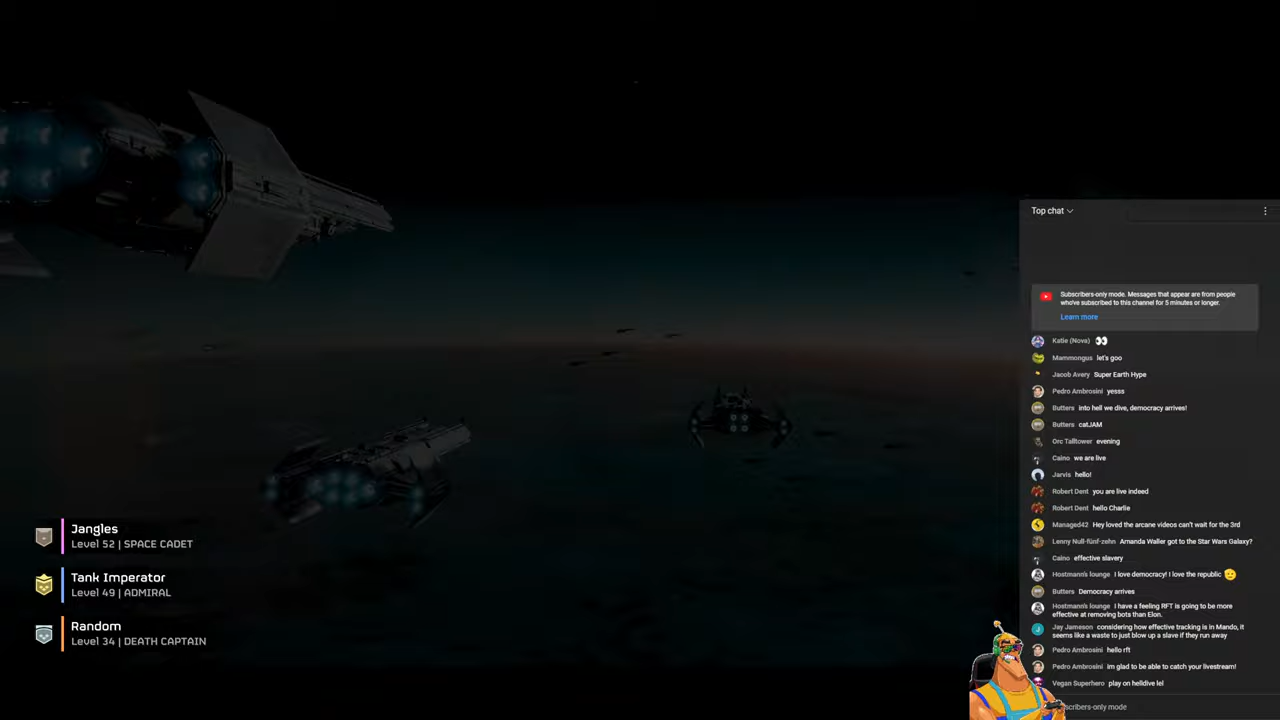 Top chat
Subscribers-only mode. Messages that appear are from people
who've subscribed to this channel for 5 minutes or longer.
Learn more
Katie (Nova) 👀
Mammongus let's goo
Jacob Avery Super Earth Hype
Pedro Ambrosini yesss
Butters into hell we dive, democracy arrives!
Butters catJAM
Orc Talltower evening
Caino we are live
Jarvis hello!
Robert Dent you are live indeed
Robert Dent hello Charlie
Managed42 Hey loved the arcane videos can't wait for the 3rd
Lenny Null-fünf-zehn Amanda Waller got to the Star Wars Galaxy?
Caino effective slavery
Hostmann's lounge I love democracy! I love the republic 🫡
Butters Democracy arrives
Hostmann's lounge I have a feeling RFT is going to be more
effective at removing bots than Elon.
Jay Jameson considering how effective tracking is in Mando, it
seems like a waste to just blow up a slave if they run away
Pedro Ambrosini hello rft
Pedro Ambrosini Im glad to be able to catch your livestream!
Vegan Superhero play on helldive lel
scribers-only mode
Jangles
Level 52 | SPACE CADET
Tank Imperator
Level 49 | ADMIRAL
Random
Level 34 | DEATH CAPTAIN